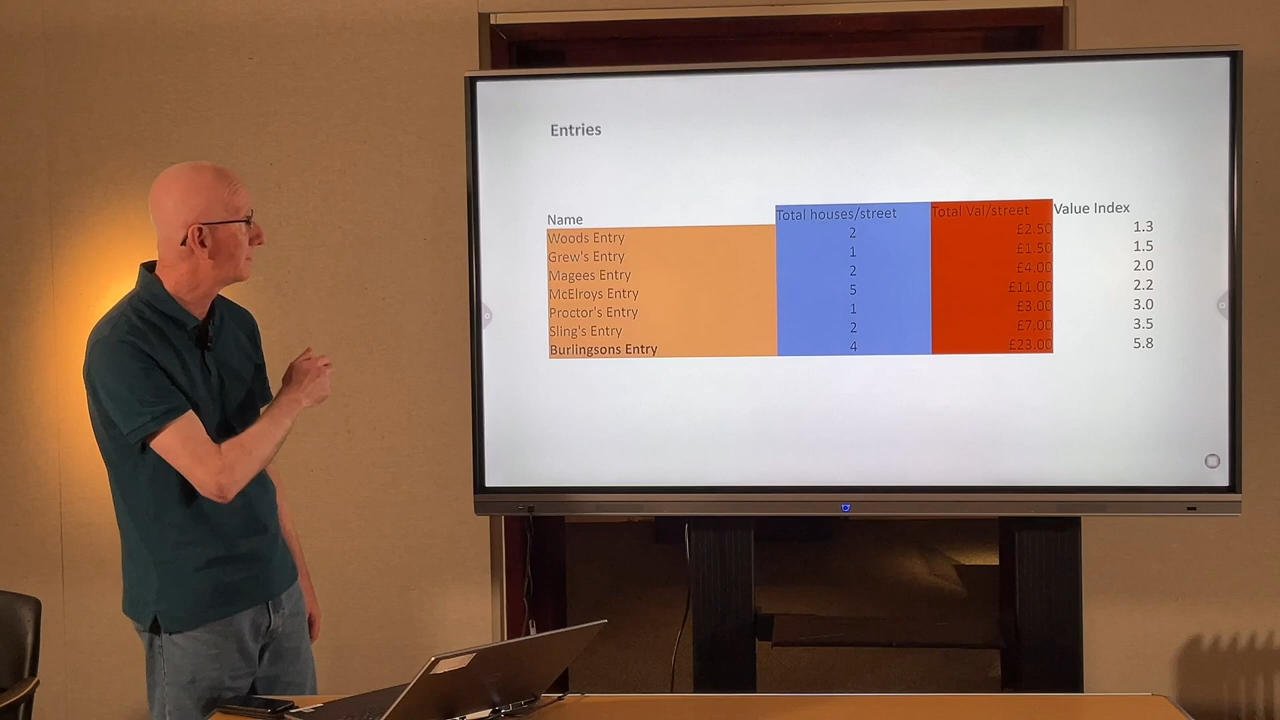 Entries
Name Total houses/street Total Val/street Value Index
Woods Entry 2 £2.50 1.3
Grew's Entry 1 £1.50 1.5
Magees Entry 2 £4.00 2.0
McElroys Entry 5 £11.00 2.2
Proctor's Entry 1 £3.00 3.0
Sling's Entry 2 £7.00 3.5
Burlingsons Entry 4 £23.00 5.8